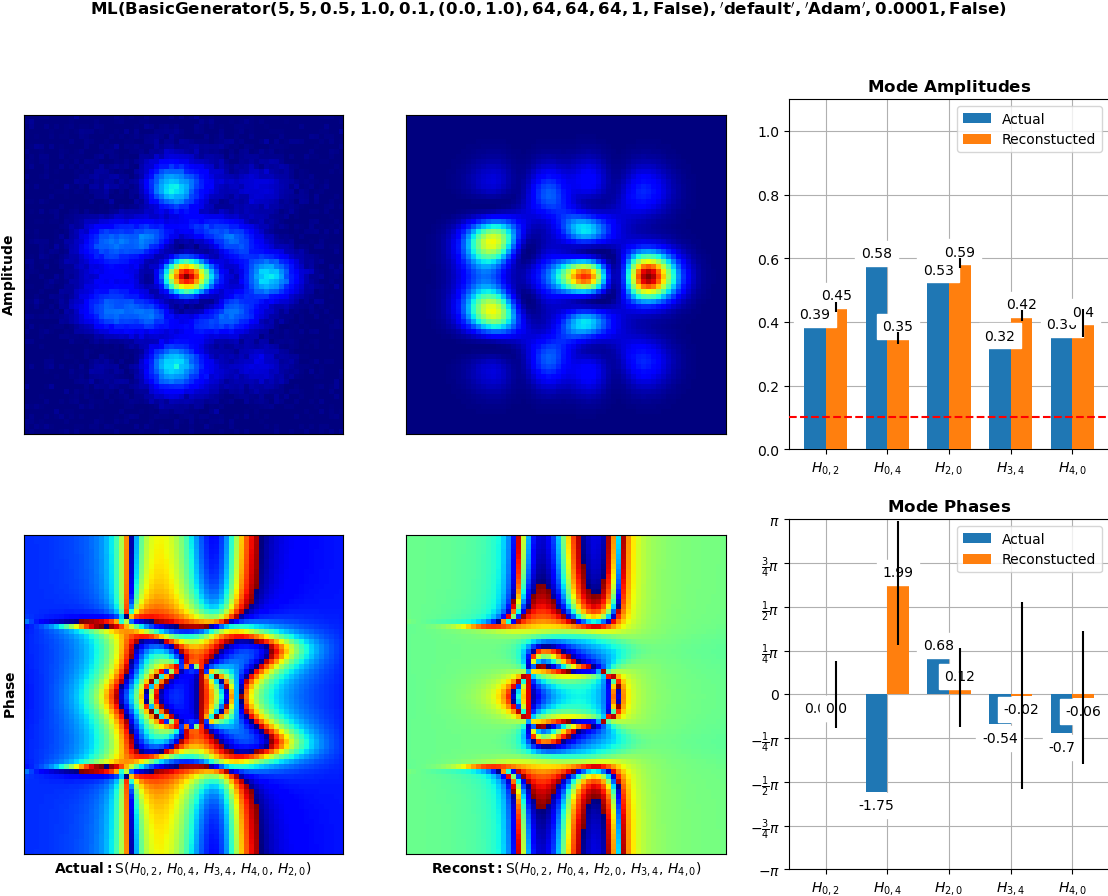 ML(BasicGenerator(5, 5, 0.5, 1.0, 0.1, (0.0, 1.0), 64, 64, 64, 1, False), ′default′, ′Adam′, 0.0001, False)
Amplitude
Mode Amplitudes
Actual
Reconstucted
1.0
0.8
0.6
0.4
0.2
0.0
0.39
0.45
0.58
0.35
0.53
0.59
0.32
0.42
0.4
H0, 2
H0, 4
H2, 0
H3, 4
H4, 0
Phase
Actual: S(H0, 2, H0, 4, H3, 4, H4, 0, H2, 0)
Reconst: S(H0, 2, H0, 4, H2, 0, H3, 4, H4, 0)
Mode Phases
Actual
Reconstucted
π
3/4π
1/2π
1/4π
0
−1/4π
−1/2π
−3/4π
−π
-1.75
1.99
0.68
0.12
-0.54
-0.02
-0.7
-0.06
H0, 2
H0, 4
H2, 0
H3, 4
H4, 0